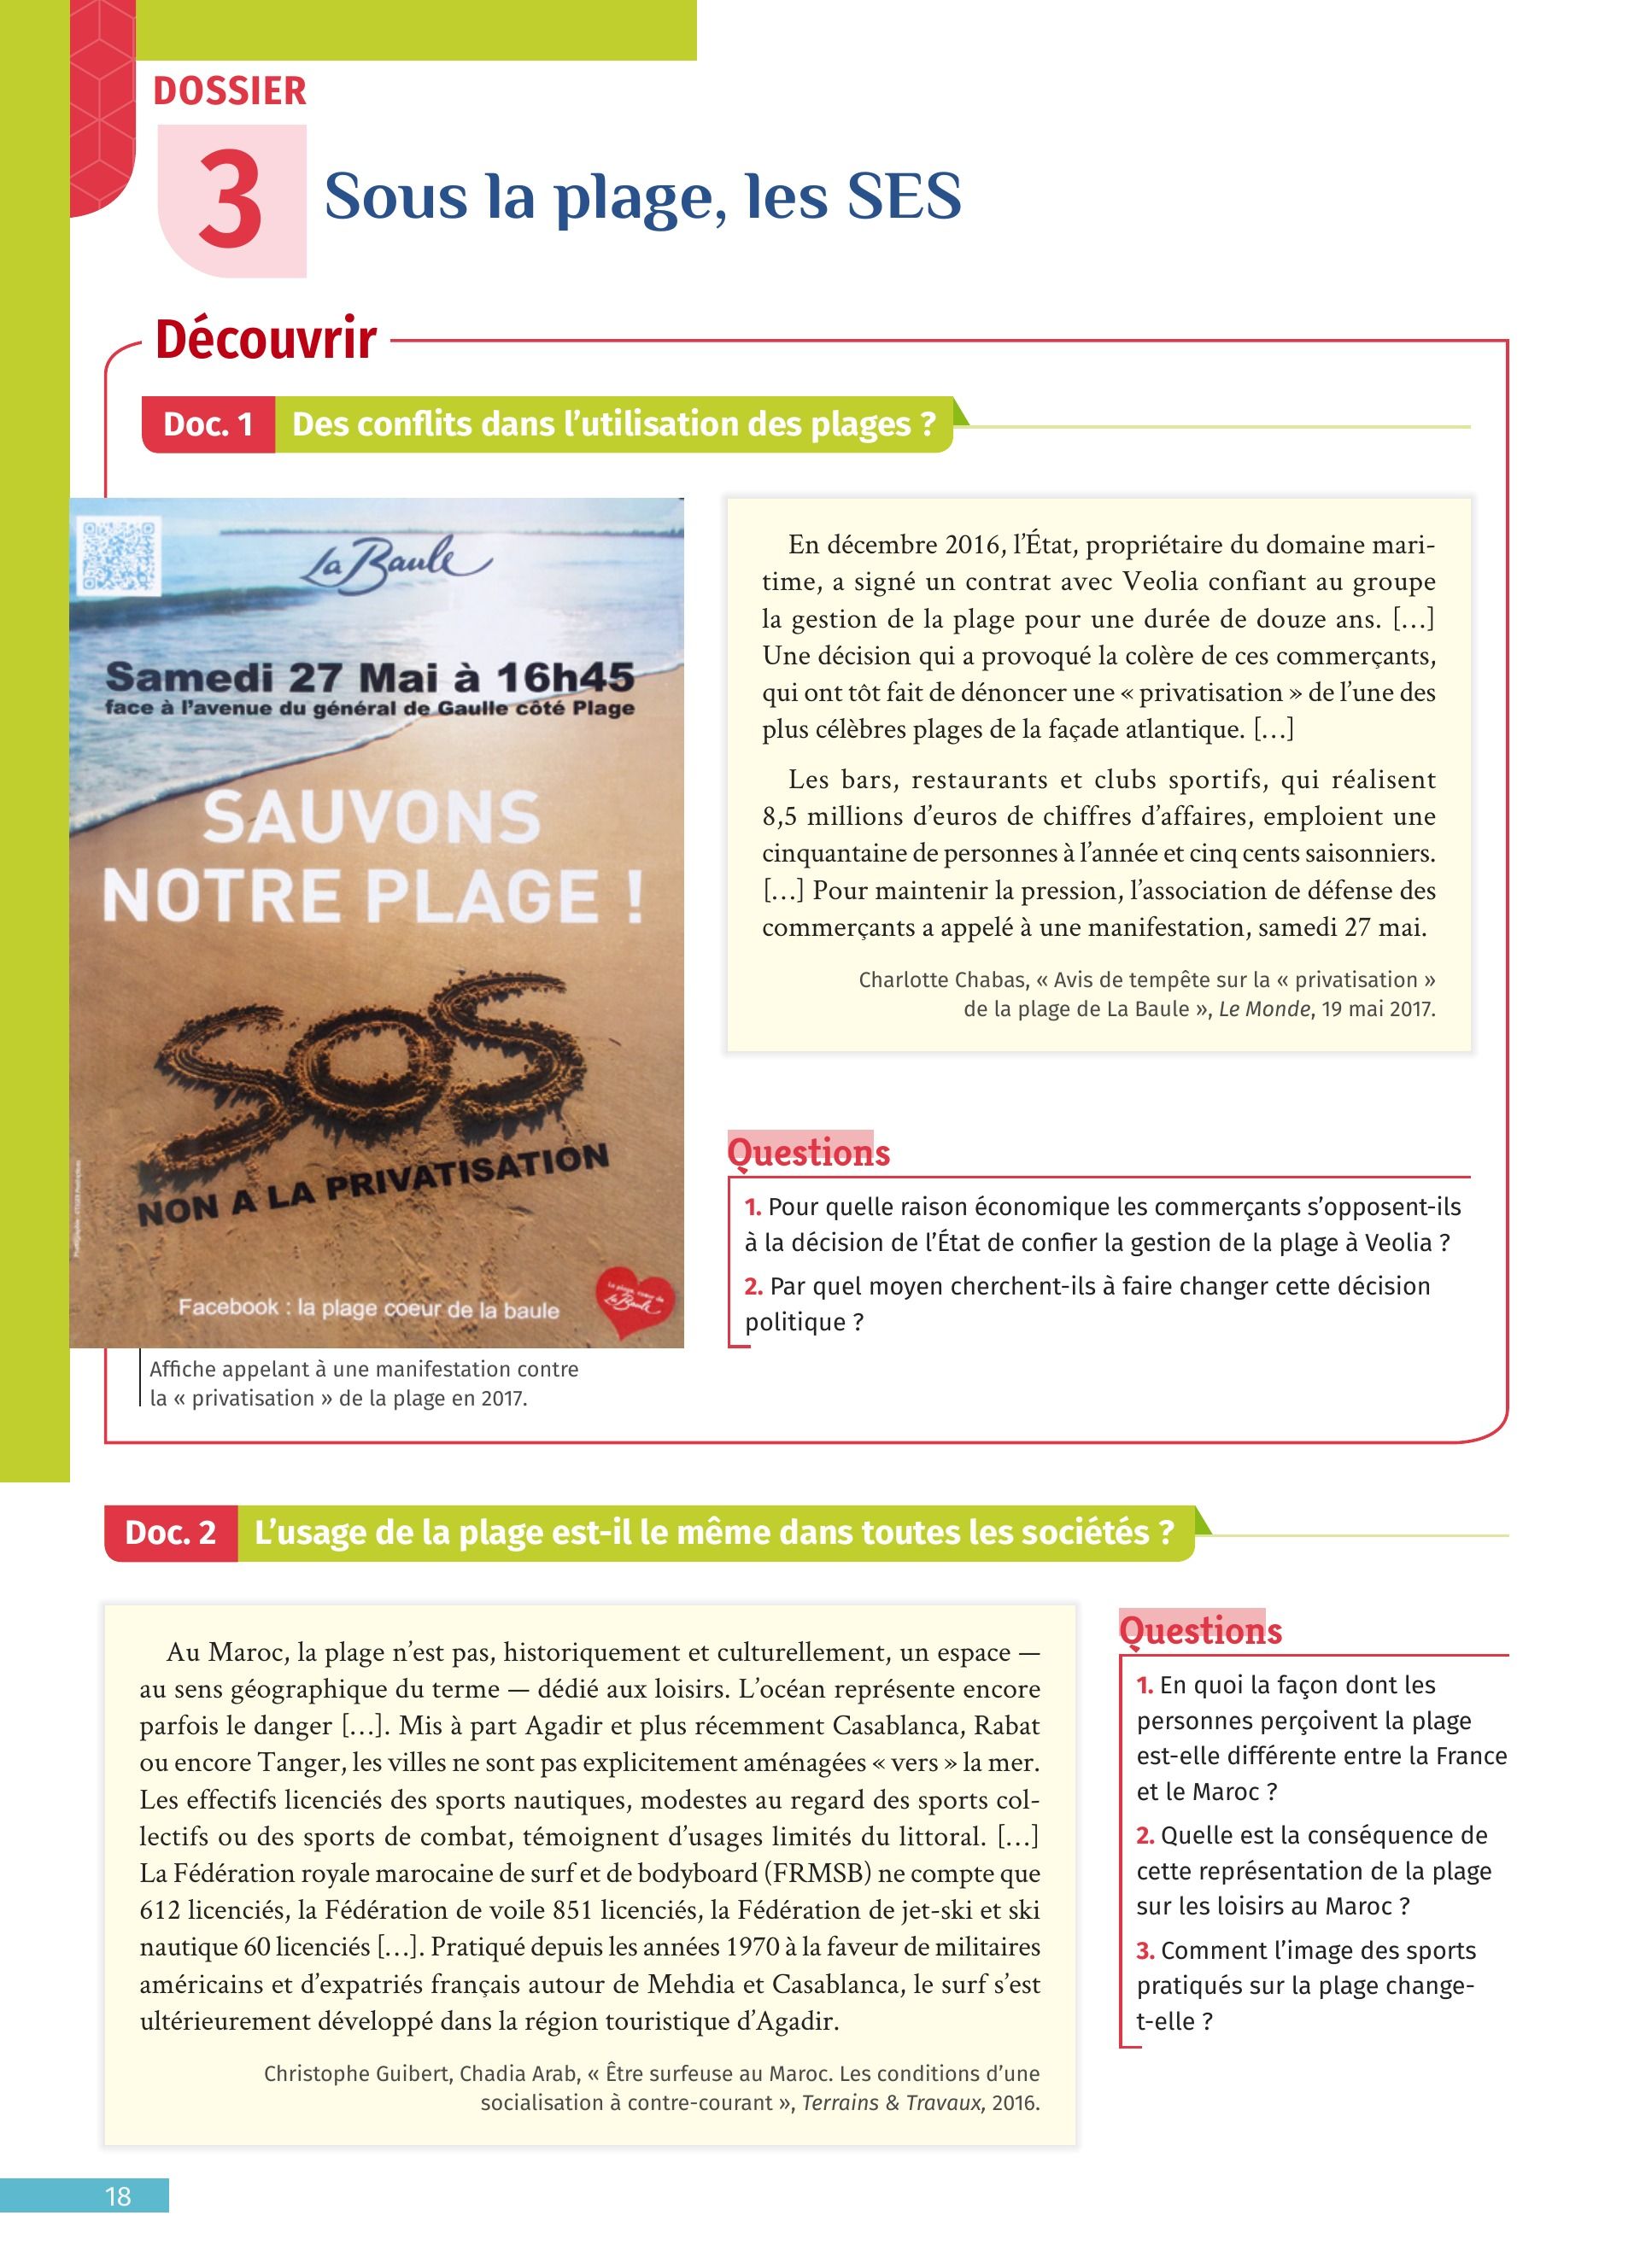 DOSSIER
3
Sous la plage, les SES
Découvrir
Doc. 1
Des conflits dans l’utilisation des plages ?
La Baule
Samedi 27 Mai à 16h45
face à l’avenue du général de Gaulle côté Plage
SAUVONS
NOTRE PLAGE !
SOS
NON A LA PRIVATISATION
Facebook : la plage coeur de la baule
Affiche appelant à une manifestation contre
la « privatisation » de la plage en 2017.
En décembre 2016, l’État, propriétaire du domaine mari-
time, a signé un contrat avec Veolia confiant au groupe
la gestion de la plage pour une durée de douze ans. […]
Une décision qui a provoqué la colère de ces commerçants,
qui ont tôt fait de dénoncer une « privatisation » de l’une des
plus célèbres plages de la façade atlantique. […]
Les bars, restaurants et clubs sportifs, qui réalisent
8,5 millions d’euros de chiffres d’affaires, emploient une
cinquantaine de personnes à l’année et cinq cents saisonniers.
[…] Pour maintenir la pression, l’association de défense des
commerçants a appelé à une manifestation, samedi 27 mai.
Charlotte Chabas, « Avis de tempête sur la « privatisation »
de la plage de La Baule », Le Monde, 19 mai 2017.
Questions
1. Pour quelle raison économique les commerçants s’opposent-ils
à la décision de l’État de confier la gestion de la plage à Veolia ?
2. Par quel moyen cherchent-ils à faire changer cette décision
politique ?
Doc. 2
L’usage de la plage est-il le même dans toutes les sociétés ?
Au Maroc, la plage n’est pas, historiquement et culturellement, un espace —
au sens géographique du terme — dédié aux loisirs. L’océan représente encore
parfois le danger […]. Mis à part Agadir et plus récemment Casablanca, Rabat
ou encore Tanger, les villes ne sont pas explicitement aménagées « vers » la mer.
Les effectifs licenciés des sports nautiques, modestes au regard des sports col-
lectifs ou des sports de combat, témoignent d’usages limités du littoral. […]
La Fédération royale marocaine de surf et de bodyboard (FRMSB) ne compte que
612 licenciés, la Fédération de voile 851 licenciés, la Fédération de jet-ski et ski
nautique 60 licenciés […]. Pratiqué depuis les années 1970 à la faveur de militaires
américains et d’expatriés français autour de Mehdia et Casablanca, le surf s’est
ultérieurement développé dans la région touristique d’Agadir.
Christophe Guibert, Chadia Arab, « Être surfeuse au Maroc. Les conditions d’une
socialisation à contre-courant », Terrains & Travaux, 2016.
Questions
1. En quoi la façon dont les
personnes perçoivent la plage
est-elle différente entre la France
et le Maroc ?
2. Quelle est la conséquence de
cette représentation de la plage
sur les loisirs au Maroc ?
3. Comment l’image des sports
pratiqués sur la plage change-
t-elle ?
18